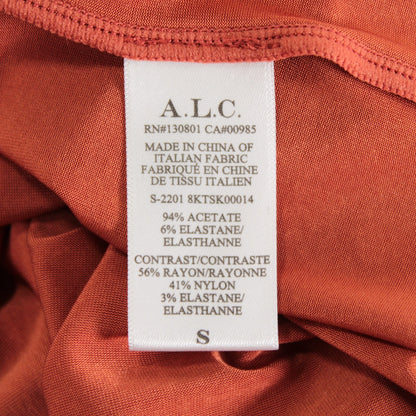 A.L.C.
RN#130801 CA#00985
MADE IN CHINA OF
ITALIAN FABRIC
FABRIQUÉ EN CHINE
DE TISSU ITALIEN
S-2201 8KTSK00014
94% ACETATE
6% ELASTANE/
ELASTHANNE
CONTRAST/CONTRASTE
56% RAYON/RAYONNE
41% NYLON
3% ELASTANE/
ELASTHANNE
S